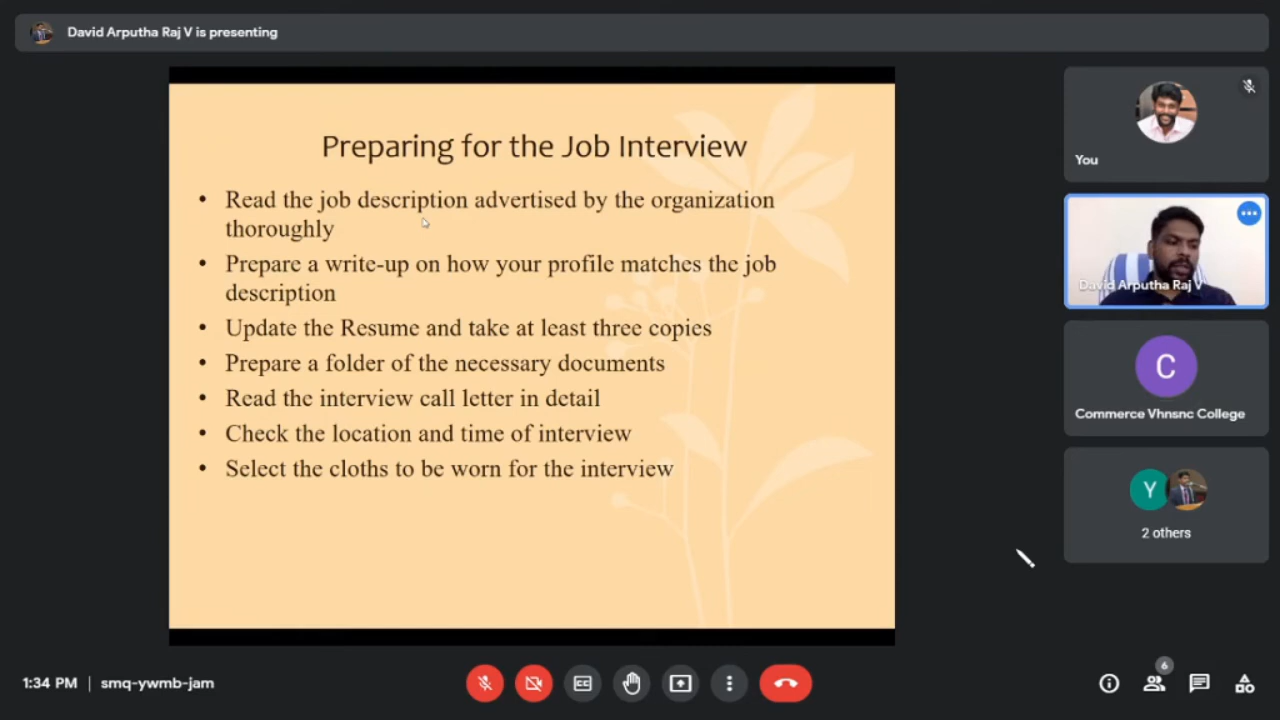 David Arputha Raj V is presenting
Preparing for the Job Interview
• Read the job description advertised by the organization
thoroughly
• Prepare a write-up on how your profile matches the job
description
• Update the Resume and take at least three copies
• Prepare a folder of the necessary documents
• Read the interview call letter in detail
• Check the location and time of interview
• Select the cloths to be worn for the interview
You
David Arputha Raj V
C
Commerce Vhnsnc College
Y
2 others
1:34 PM | smq-ywmb-jam
CC
6